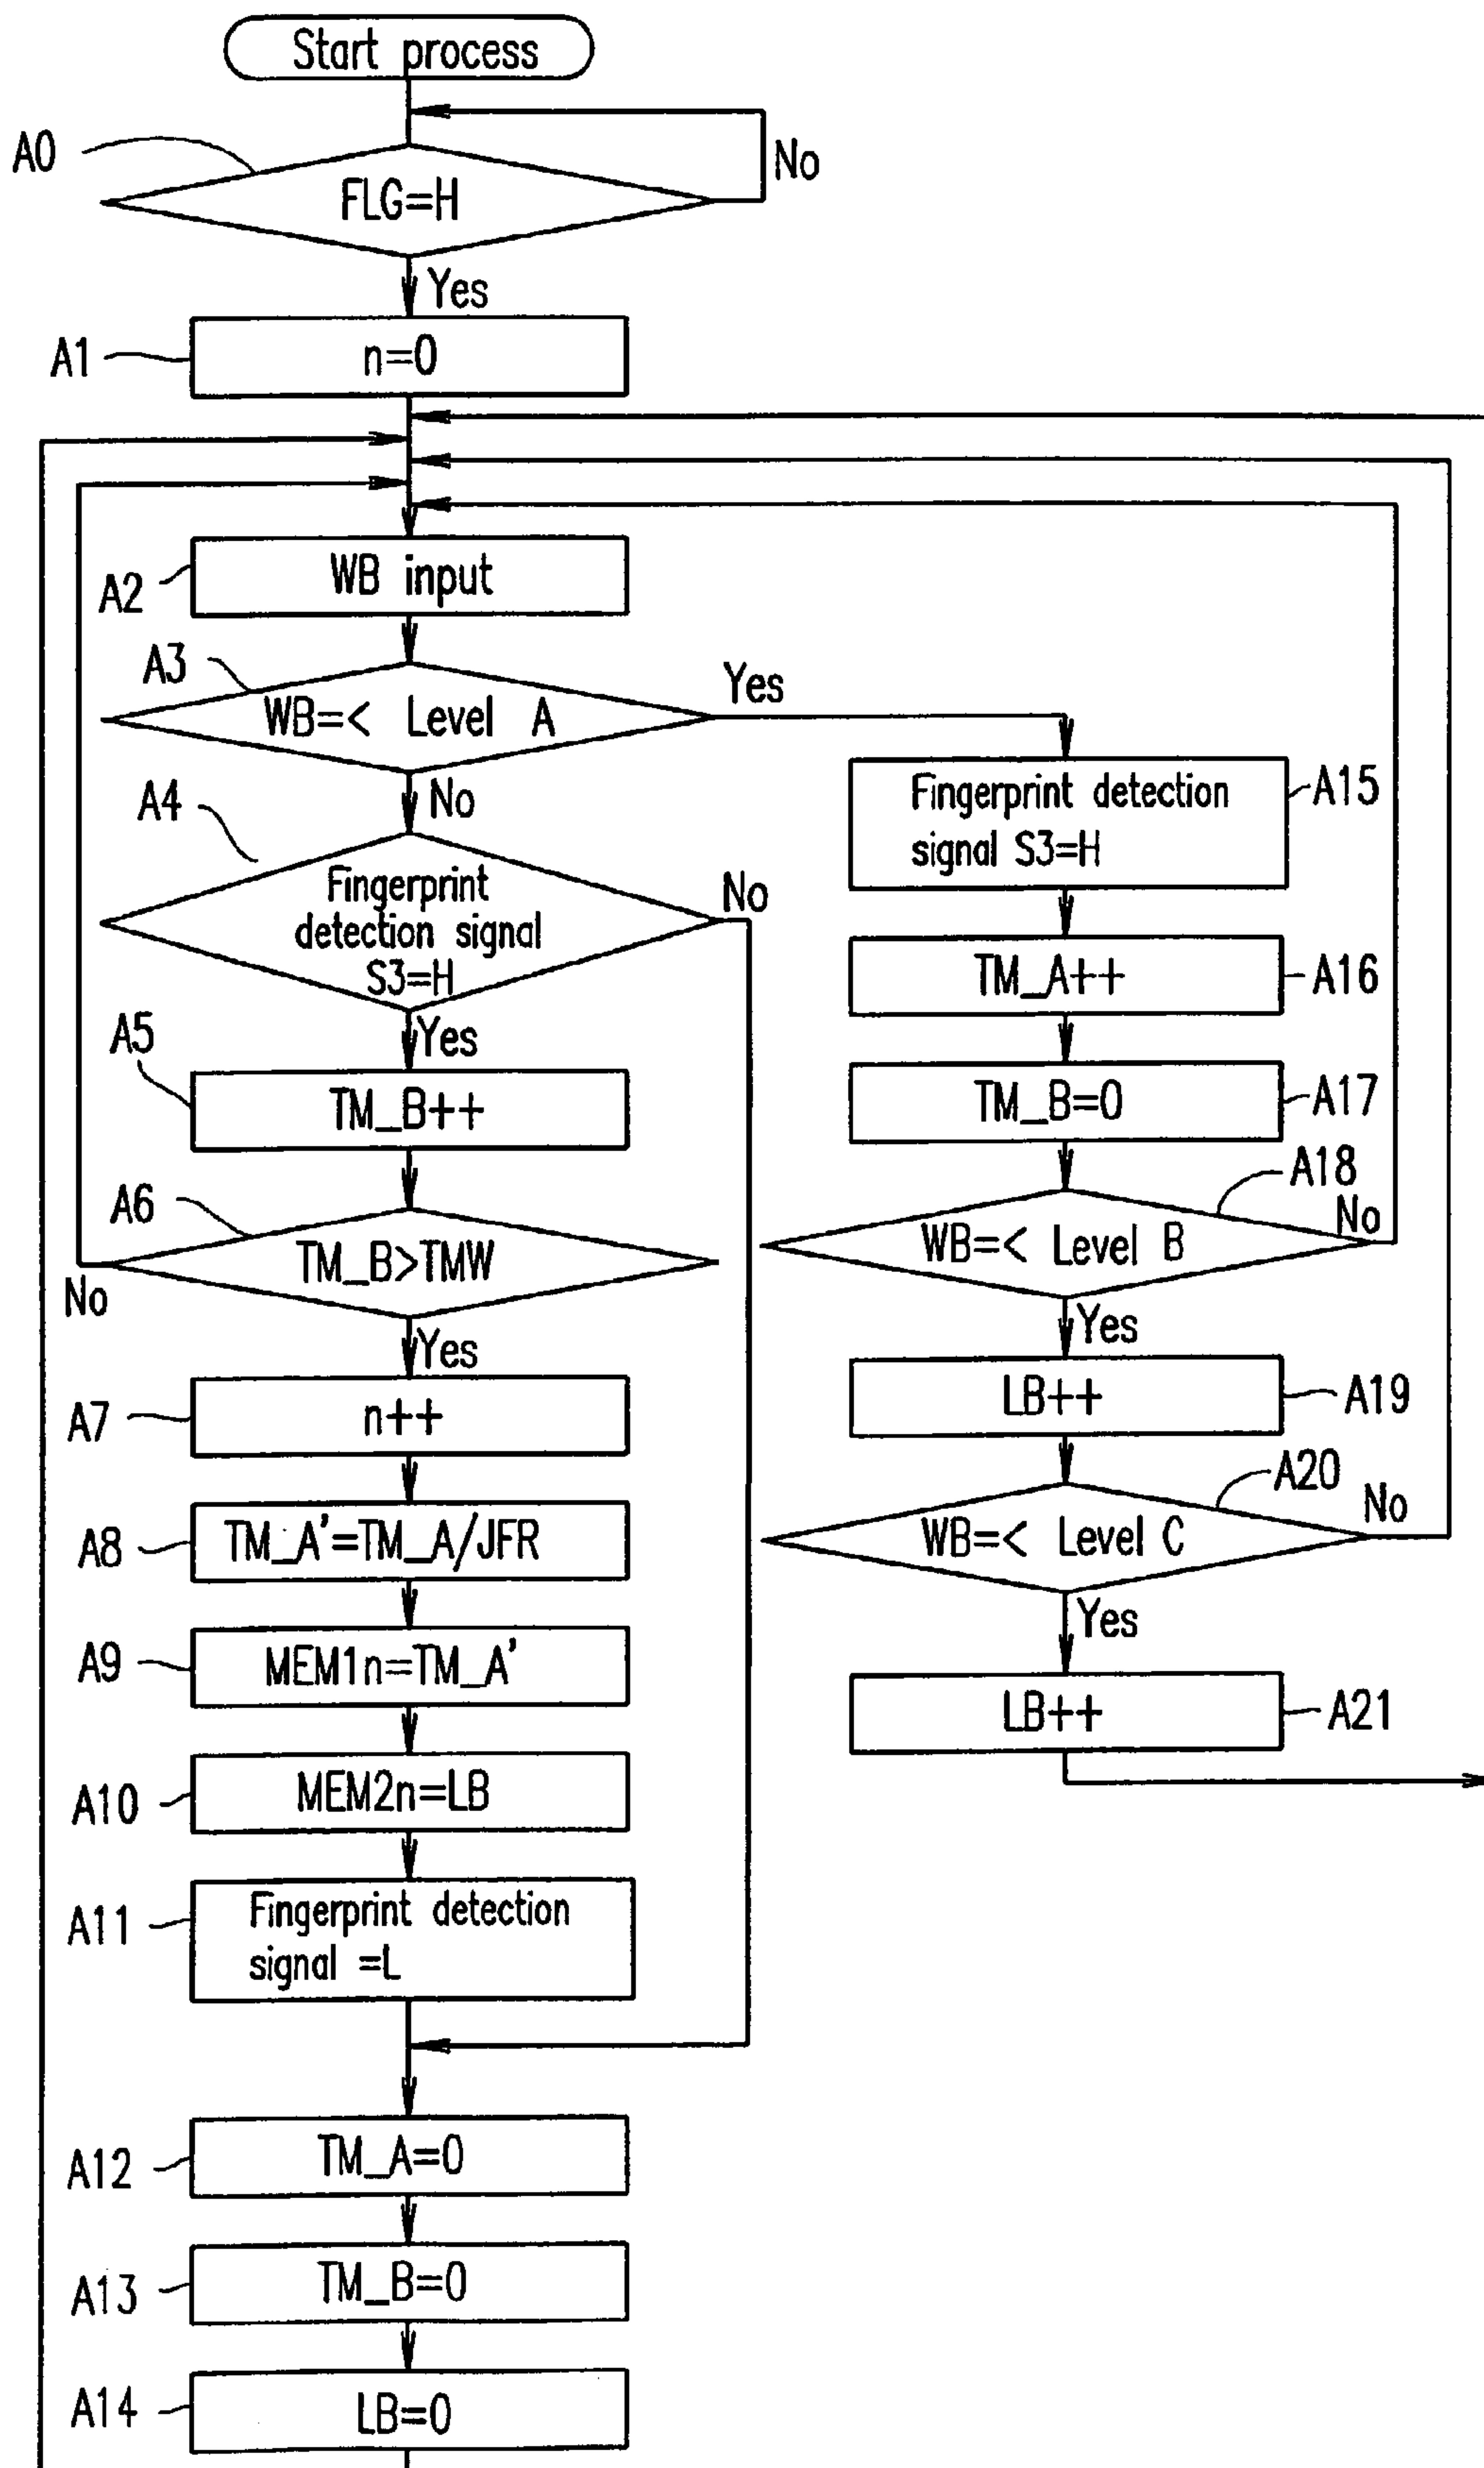 Start process
A0
FLG=H
No
Yes
A1
n=0
A2
WB input
A3
WB=< Level A
Yes
No
A4
Fingerprint
detection signal
S3=H
No
Yes
A5
TM_B++
A6
TM_B>TMW
No
Yes
A7
n++
A8
TM_A'=TM_A/JFR
A9
MEM1n=TM_A'
A10
MEM2n=LB
A11
Fingerprint detection
signal =L
A12
TM_A=0
A13
TM_B=0
A14
LB=0
Fingerprint detection
signal S3=H
A15
TM_A++
A16
TM_B=0
A17
A18
WB=< Level B
No
Yes
LB++
A19
A20
WB=< Level C
No
Yes
LB++
A21